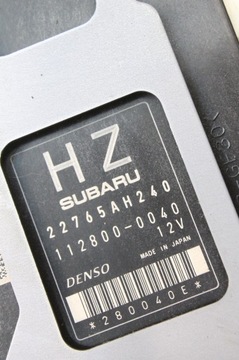 HZ
SUBARU
22765AH240
112800-0040
12V
MADE IN JAPAN
DENSO
*280040E*